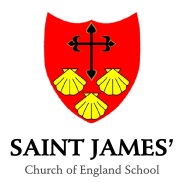 SAINT JAMES’
Church of England School